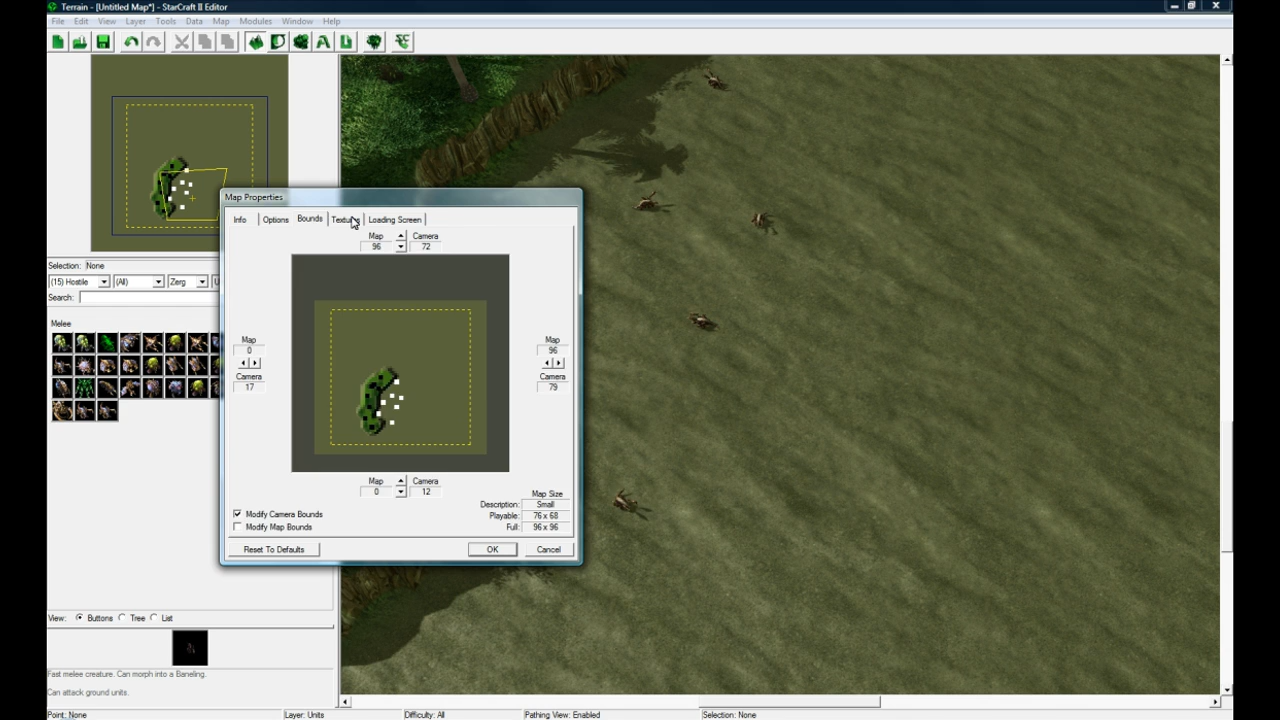 Terrain - [Untitled Map*] - StarCraft II Editor
File Edit View Layer Tools Data Map Modules Window Help
Selection: None
(15) Hostile (All) Zerg
Search:
Melee
Map Properties
Info Options Bounds Loading Screen
Map Camera
96 72
Map
0
Camera
17
Map
96
Camera
79
Map Camera
0 12
Map Size
Description: Small
Playable: 76 x 68
Full: 96 x 96
Modify Camera Bounds
Modify Map Bounds
Reset To Defaults OK Cancel
View: Buttons Tree List
Fast melee creature. Can morph into a Baneling.
Can attack ground units.
Point: None Layer: Units Difficulty: All Pathing View: Enabled Selection: None